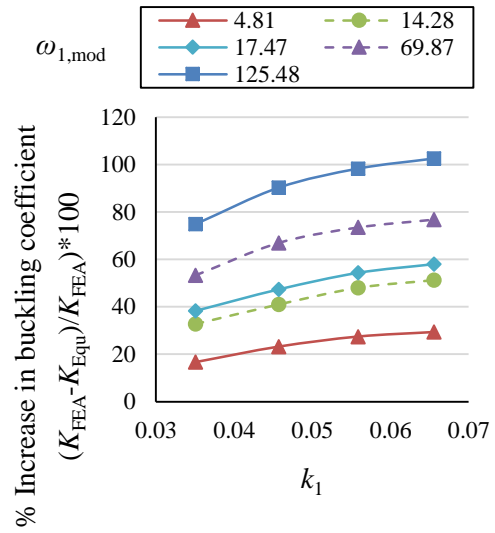 ω1,mod
4.81 14.28
17.47 69.87
125.48
% Increase in buckling coefficient
(KFEA-KEqu)/KFEA)*100
120
100
80
60
40
20
0
0.03 0.04 0.05 0.06 0.07
k1